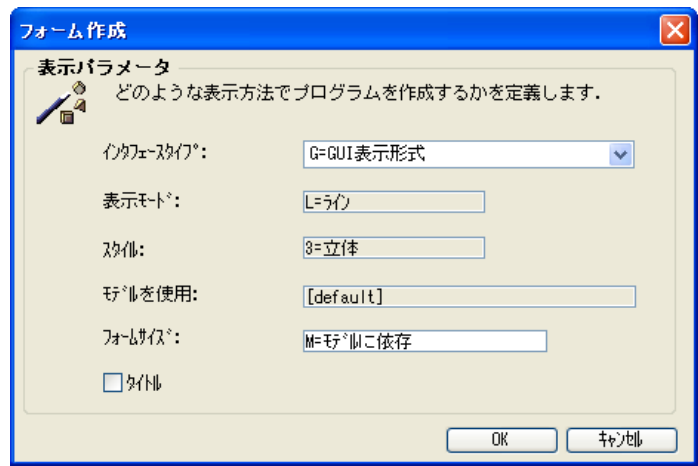 フォーム作成
表示パラメータ
どのような表示方法でプログラムを作成するかを定義します.
ｲﾝﾀﾌｪｰｽﾀｲﾌﾟ: G=GUI表示形式
表示ﾓｰﾄﾞ: L=ﾗｲﾝ
ｽﾀｲﾙ: 3=立体
ﾓﾃﾞﾙを使用: [default]
ﾌｫｰﾑｻｲｽﾞ: M=ﾓﾃﾞﾙに依存
ﾀｲﾄﾙ
OK ｷｬﾝｾﾙ